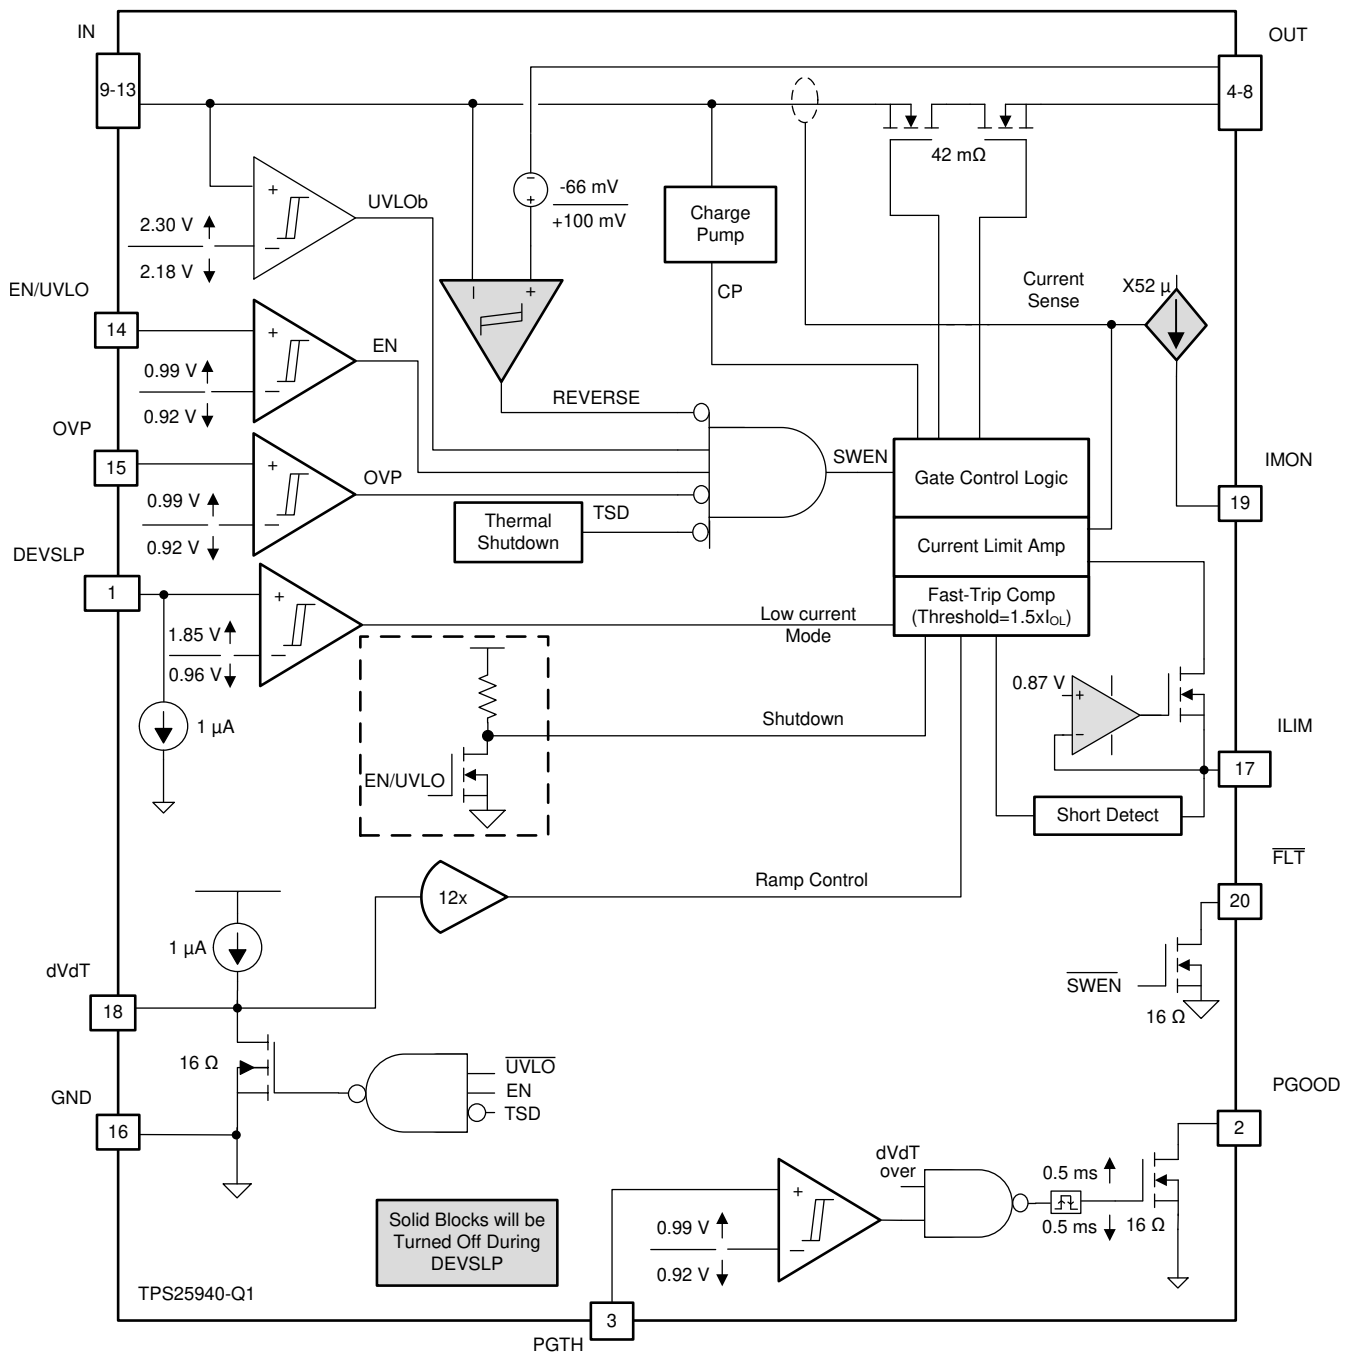 IN
OUT
9-13
4-8
42 mΩ
+
UVLOb
−
+
-66 mV
+100 mV
Charge
Pump
2.30 V
−
2.18 V
EN/UVLO
−
+
CP
Current
Sense
X52 µ
14
+
EN
0.99 V
−
0.92 V
REVERSE
OVP
15
+
OVP
SWEN
Gate Control Logic
IMON
19
0.99 V
−
0.92 V
Thermal
Shutdown
TSD
Current Limit Amp
DEVSLP
1
+
Fast-Trip Comp
(Threshold=1.5xIOL)
Low current
Mode
1.85 V
−
0.96 V
0.87 V
+
−
1 µA
Shutdown
ILIM
17
EN/UVLO
Short Detect
FLT
20
12x
Ramp Control
1 µA
dVdT
18
SWEN
16 Ω
16 Ω
UVLO
EN
TSD
GND
16
PGOOD
2
dVdT
over
0.5 ms
0.5 ms
16 Ω
+
0.99 V
−
0.92 V
Solid Blocks will be
Turned Off During
DEVSLP
TPS25940-Q1
3
PGTH